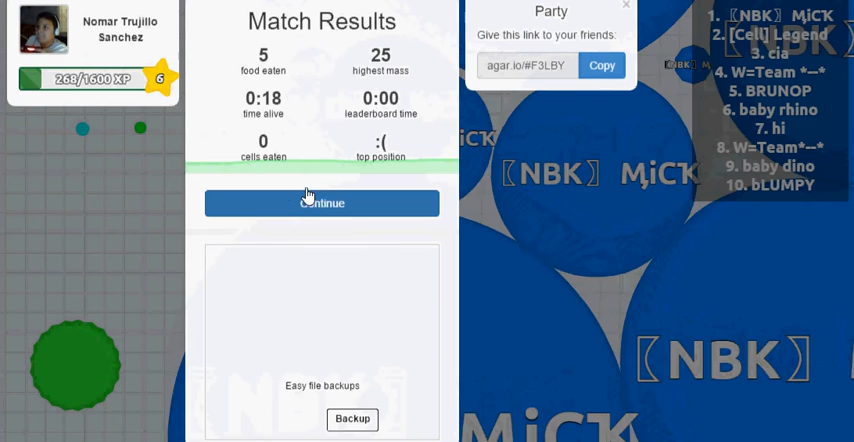 Nomar Trujillo
Sanchez
268/1600 XP
6
Match Results
5
food eaten
25
highest mass
0:18
time alive
0:00
leaderboard time
0
cells eaten
:(
top position
Continue
Easy file backups
Backup
Party
×
Give this link to your friends:
agar.io/#F3LBY
Copy
1. 〖NBK〗 MiCK
2. [Cell] Legend
3. cia
4. W=Team *--*
5. BRUNOP
6. baby rhino
7. hi
8. W=Team*--*
9. baby dino
10. bLUMPY
〖NBK〗 M
iCK
〖NBK〗 MiCK
〖NBK〗
MiCK